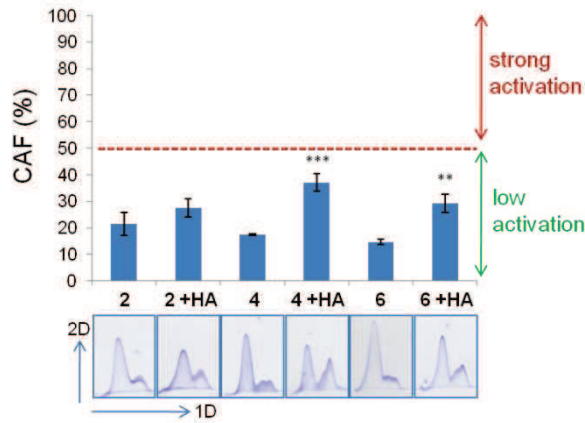 CAF (%)
100
90
80
70
60
50
40
30
20
10
0
strong
activation
low
activation
***
**
2 2 +HA 4 4 +HA 6 6 +HA
2D
1D